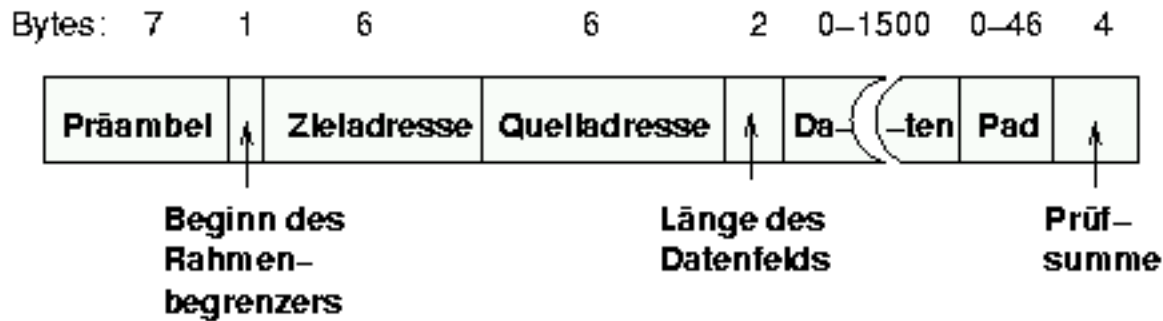 Bytes: 7 1 6 6 2 0–1500 0–46 4
Präambel Zieladresse Quelladresse Da– –ten Pad
Beginn des Länge des Prüf–
Rahmen– Datenfelds summe
begrenzers